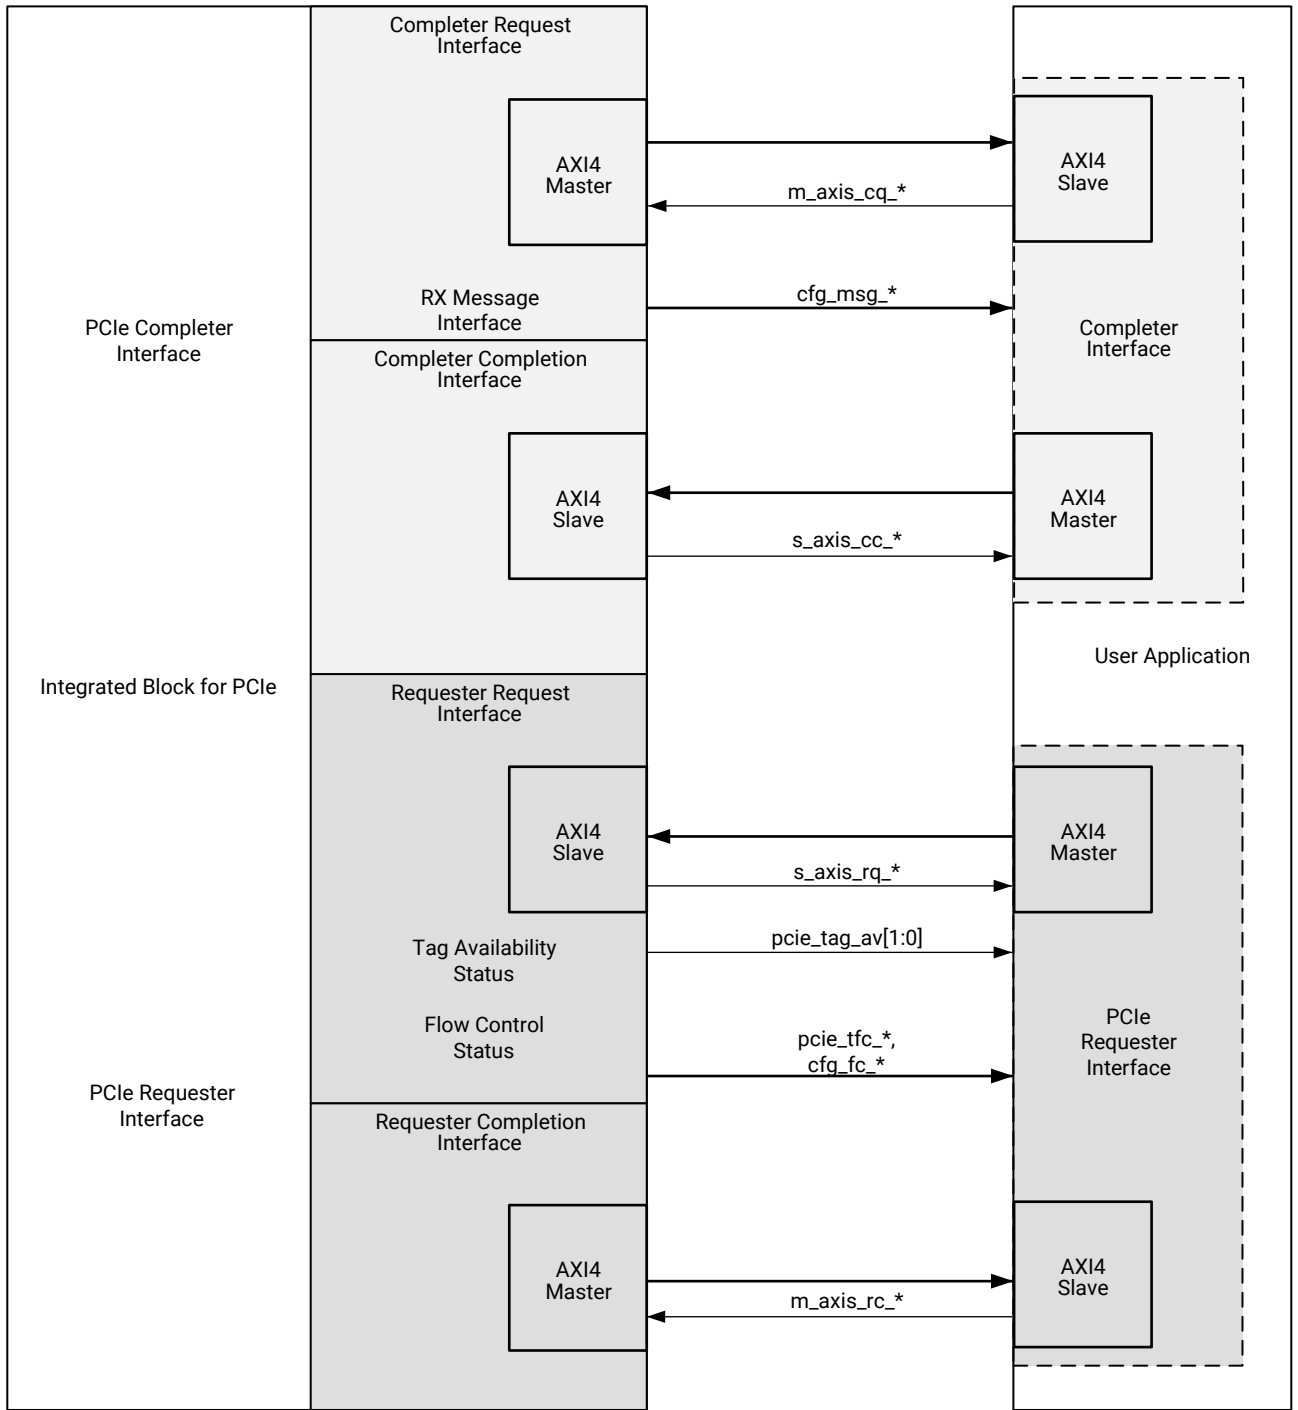 Completer Request
Interface
AXI4
Master
AXI4
Slave
m_axis_cq_*
RX Message
Interface
cfg_msg_*
PCIe Completer
Interface
Completer
Interface
Completer Completion
Interface
AXI4
Slave
AXI4
Master
s_axis_cc_*
User Application
Integrated Block for PCIe
Requester Request
Interface
AXI4
Slave
AXI4
Master
s_axis_rq_*
Tag Availability
Status
pcie_tag_av[1:0]
Flow Control
Status
pcie_tfc_*,
cfg_fc_*
PCIe
Requester
Interface
PCIe Requester
Interface
Requester Completion
Interface
AXI4
Master
AXI4
Slave
m_axis_rc_*